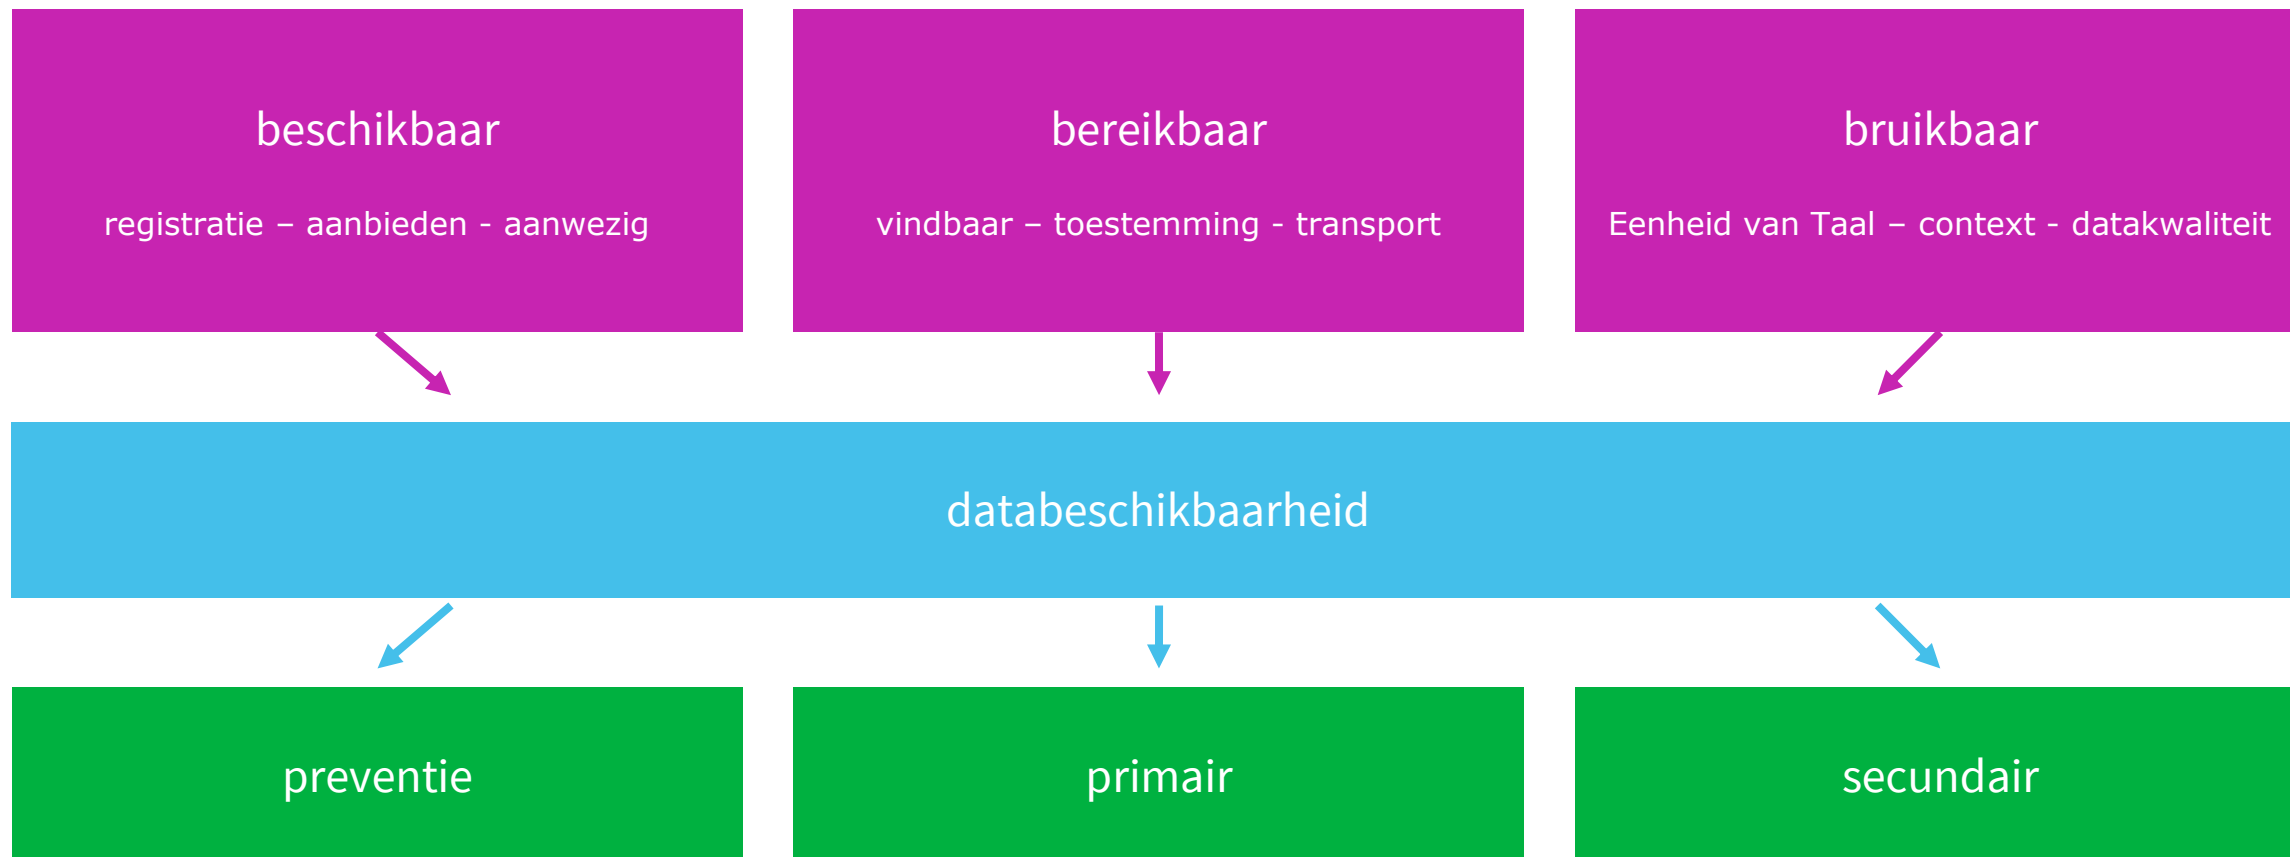 beschikbaar
registratie – aanbieden - aanwezig
bereikbaar
vindbaar – toestemming - transport
bruikbaar
Eenheid van Taal – context - datakwaliteit
databeschikbaarheid
preventie
primair
secundair